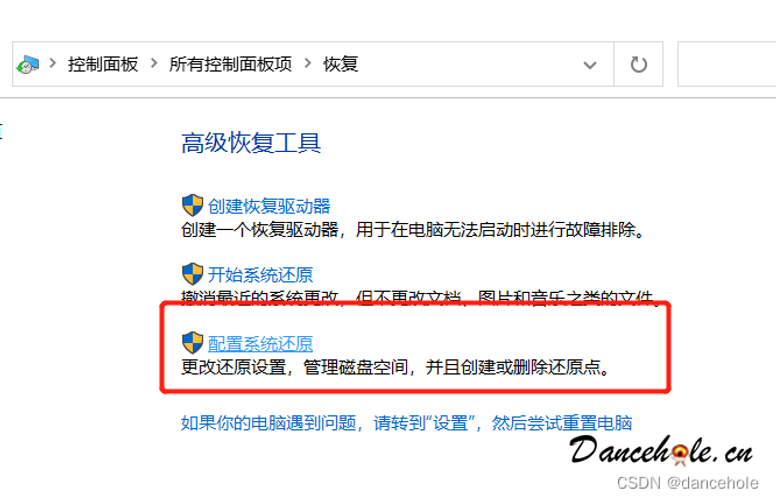 控制面板 > 所有控制面板项 > 恢复
高级恢复工具
创建恢复驱动器
创建一个恢复驱动器，用于在电脑无法启动时进行故障排除。
开始系统还原
撤消最近的系统更改，但不更改文档、图片和音乐之类的文件。
配置系统还原
更改还原设置，管理磁盘空间，并且创建或删除还原点。
如果你的电脑遇到问题，请转到“设置”，然后尝试重置电脑
Dancehole.cn
CSDN @dancehole